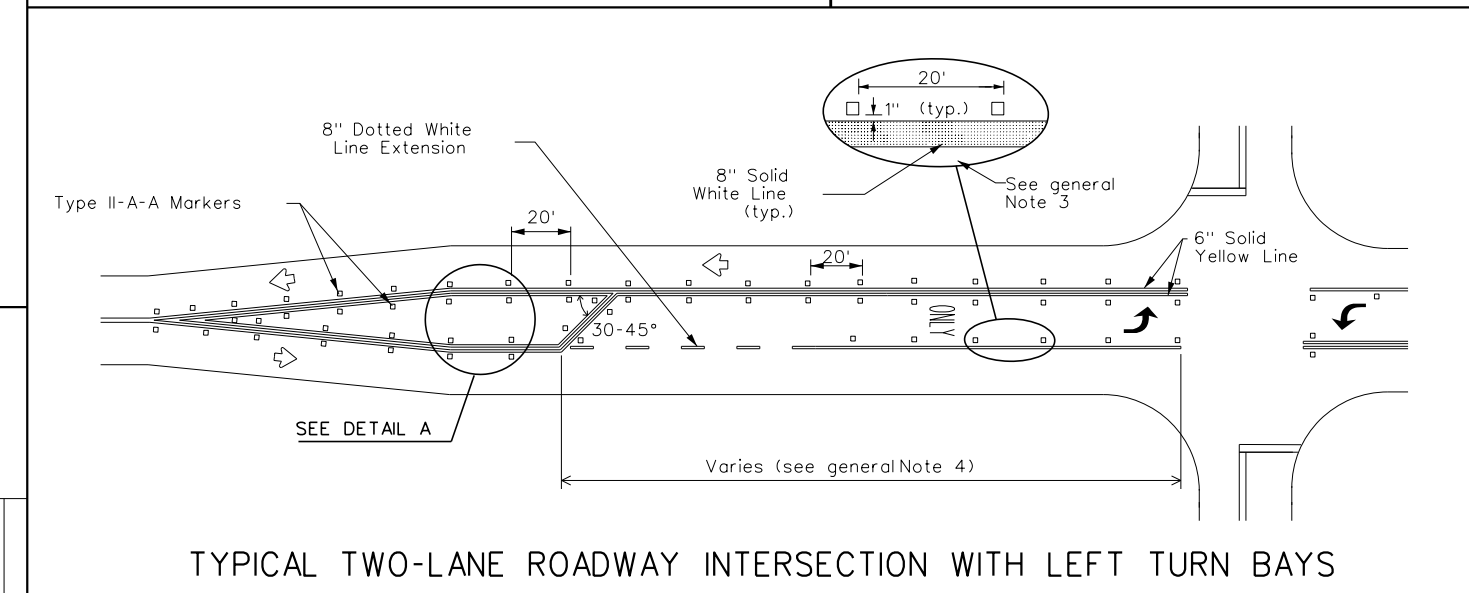 20'
1" (typ.)
8" Dotted White
Line Extension
8" Solid
White Line
(typ.)
See general
Note 3
Type II-A-A Markers
20'
20'
6" Solid
Yellow Line
30-45°
ONLY
SEE DETAIL A
Varies (see general Note 4)
TYPICAL TWO-LANE ROADWAY INTERSECTION WITH LEFT TURN BAYS